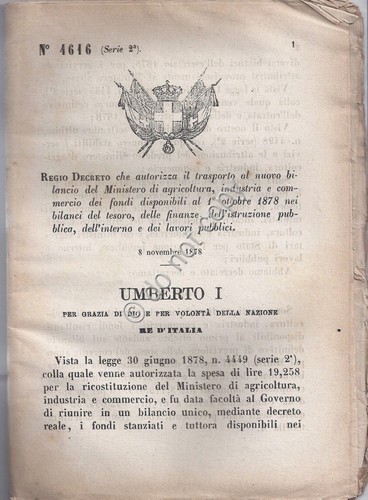 N° 4616 (Serie 2ª).
1
REGIO DECRETO che autorizza il trasporto al nuovo bi-
lancio del Ministero di agricoltura, industria e com-
mercio dei fondi disponibili al 1° ottobre 1878 nei
bilanci del tesoro, delle finanze, dell'istruzione pub-
blica, dell'interno e dei lavori pubblici.
8 novembre 1878
UMBERTO I
PER GRAZIA DI DIO E PER VOLONTÀ DELLA NAZIONE
RE D'ITALIA
Vista la legge 30 giugno 1878, n. 4449 (serie 2ª),
colla quale venne autorizzata la spesa di lire 19,258
per la ricostituzione del Ministero di agricoltura,
industria e commercio, e fu data facoltà al Governo
di riunire in un bilancio unico, mediante decreto
reale, i fondi stanziati e tuttora disponibili nei